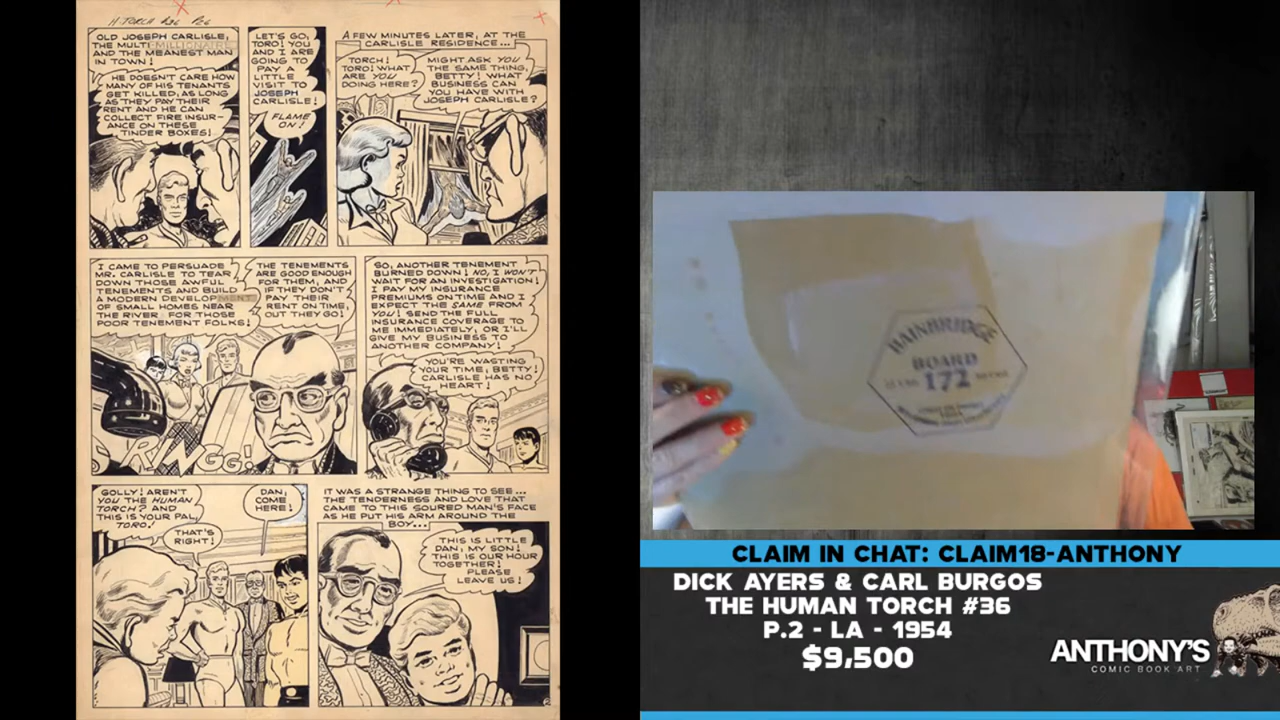 H. TORCH #36 P.26
OLD JOSEPH CARLISLE,
THE MULTI-MILLIONAIRE
AND THE MEANEST MAN
IN TOWN!
HE DOESN'T CARE HOW
MANY OF HIS TENANTS
GET KILLED, AS LONG
AS THEY PAY THEIR
RENT AND HE CAN
COLLECT FIRE INSUR-
ANCE ON THESE
TINDER BOXES!
LET'S GO,
TORO! YOU
AND I ARE
GOING TO
PAY A
LITTLE
VISIT TO
JOSEPH
CARLISLE!
FLAME
ON!
A FEW MINUTES LATER, AT THE
CARLISLE RESIDENCE...
TORCH!
TORO! WHAT
ARE YOU
DOING HERE?
MIGHT ASK YOU
THE SAME THING,
BETTY! WHAT
BUSINESS CAN
YOU HAVE WITH
JOSEPH CARLISLE?
I CAME TO PERSUADE
MR. CARLISLE TO TEAR
DOWN THOSE AWFUL
TENEMENTS AND BUILD
A MODERN DEVELOPMENT
OF SMALL HOMES NEAR
THE RIVER FOR THOSE
POOR TENEMENT FOLKS!
THE TENEMENTS
ARE GOOD ENOUGH
FOR THEM, AND
IF THEY DON'T
PAY THEIR
RENT ON TIME,
OUT THEY GO!
RINGG!
SO, ANOTHER TENEMENT
BURNED DOWN! NO, I WON'T
WAIT FOR AN INVESTIGATION!
I PAY MY INSURANCE
PREMIUMS ON TIME AND I
EXPECT THE SAME FROM
YOU! SEND THE FULL
INSURANCE COVERAGE TO
ME IMMEDIATELY, OR I'LL
GIVE MY BUSINESS TO
ANOTHER COMPANY!
YOU'RE WASTING
YOUR TIME, BETTY!
CARLISLE HAS NO
HEART!
GOLLY! AREN'T
YOU THE HUMAN
TORCH? AND
THIS IS YOUR PAL,
TORO!
THAT'S
RIGHT!
DAN,
COME
HERE!
IT WAS A STRANGE THING TO SEE...
THE TENDERNESS AND LOVE THAT
CAME TO THIS SOURED MAN'S FACE
AS HE PUT HIS ARM AROUND THE
BOY...
THIS IS LITTLE
DAN, MY SON!
THIS IS OUR HOUR
TOGETHER!
PLEASE
LEAVE US!
BAINBRIDGE
BOARD
172
CLAIM IN CHAT: CLAIM18-ANTHONY
DICK AYERS & CARL BURGOS
THE HUMAN TORCH #36
P.2 - LA - 1954
$9,500
ANTHONY'S
COMIC BOOK ART